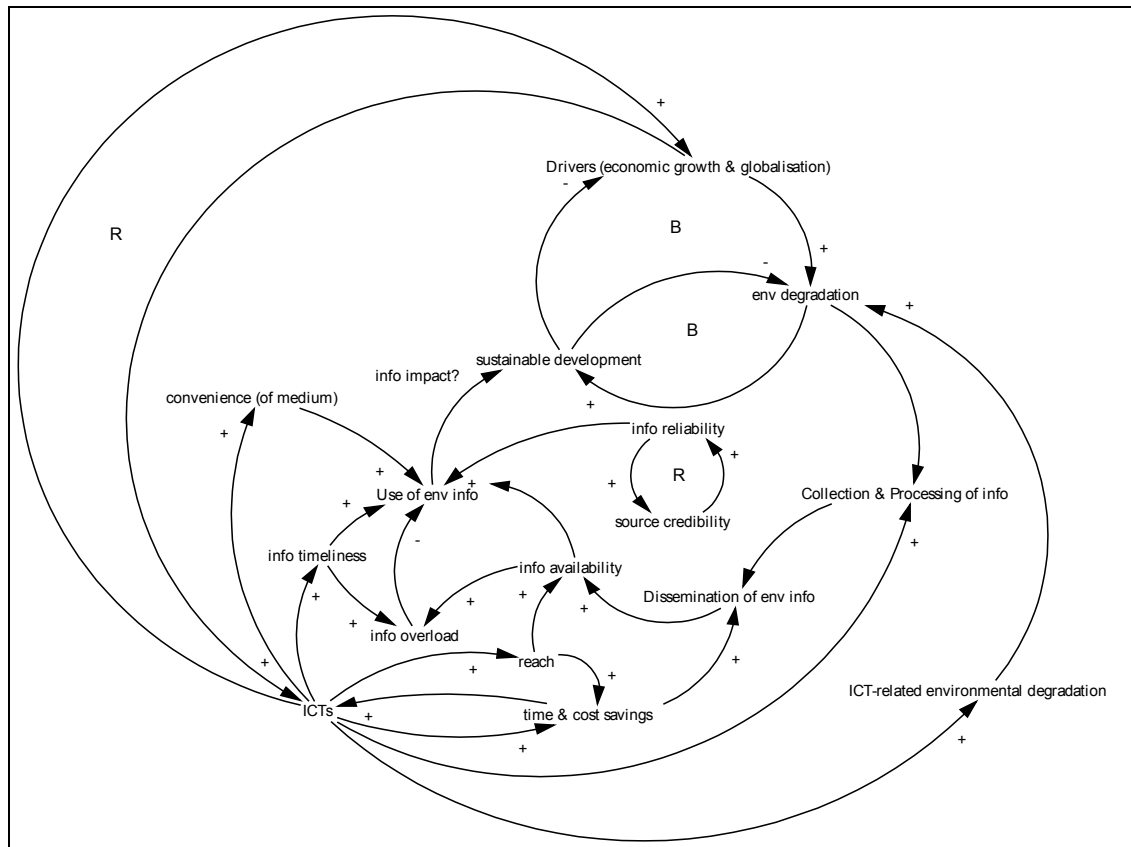 +
Drivers (economic growth & globalisation)
-
R
B
+
-
env degradation
+
B
sustainable development
info impact?
convenience (of medium)
+
+
info reliability
+
+
+
+
R
Use of env info
Collection & Processing of info
+
source credibility
+
-
+
info timeliness
info availability
Dissemination of env info
+
+
+
+
+
info overload
+
reach
+
+
+
ICT-related environmental degradation
ICTs
+
time & cost savings
+
+